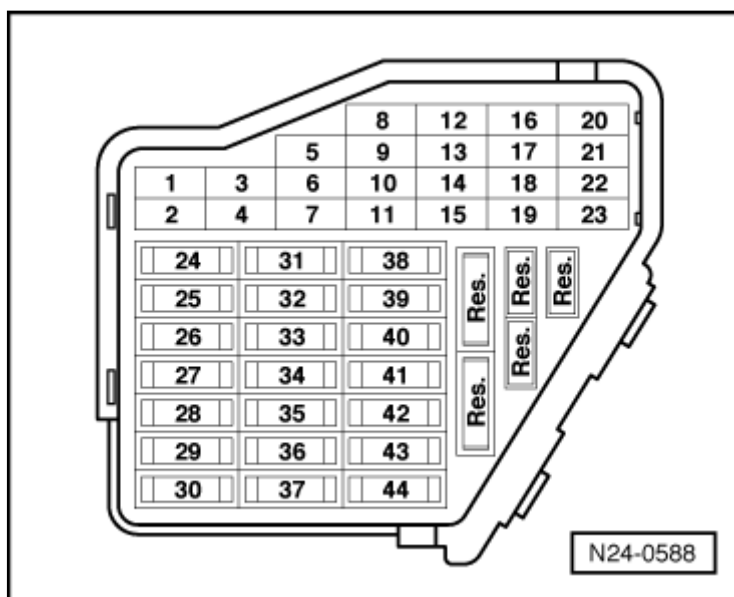 8 12 16 20
5 9 13 17 21
1 3 6 10 14 18 22
2 4 7 11 15 19 23
24 31 38 Res. Res. Res.
25 32 39
26 33 40 Res.
27 34 41 Res.
28 35 42
29 36 43
30 37 44
N24-0588